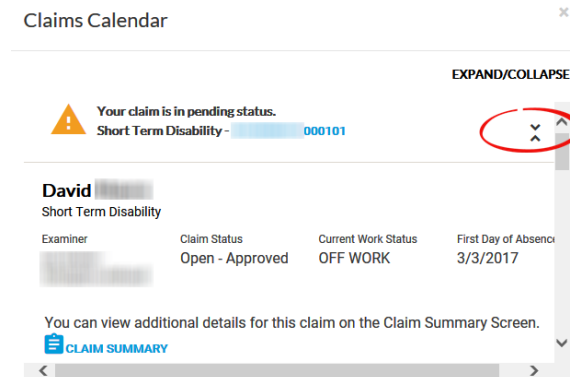 Claims Calendar
EXPAND/COLLAPSE
Your claim is in pending status.
Short Term Disability - 000101
David
Short Term Disability
Examiner Claim Status Current Work Status First Day of Absence
Open - Approved OFF WORK 3/3/2017
You can view additional details for this claim on the Claim Summary Screen.
CLAIM SUMMARY